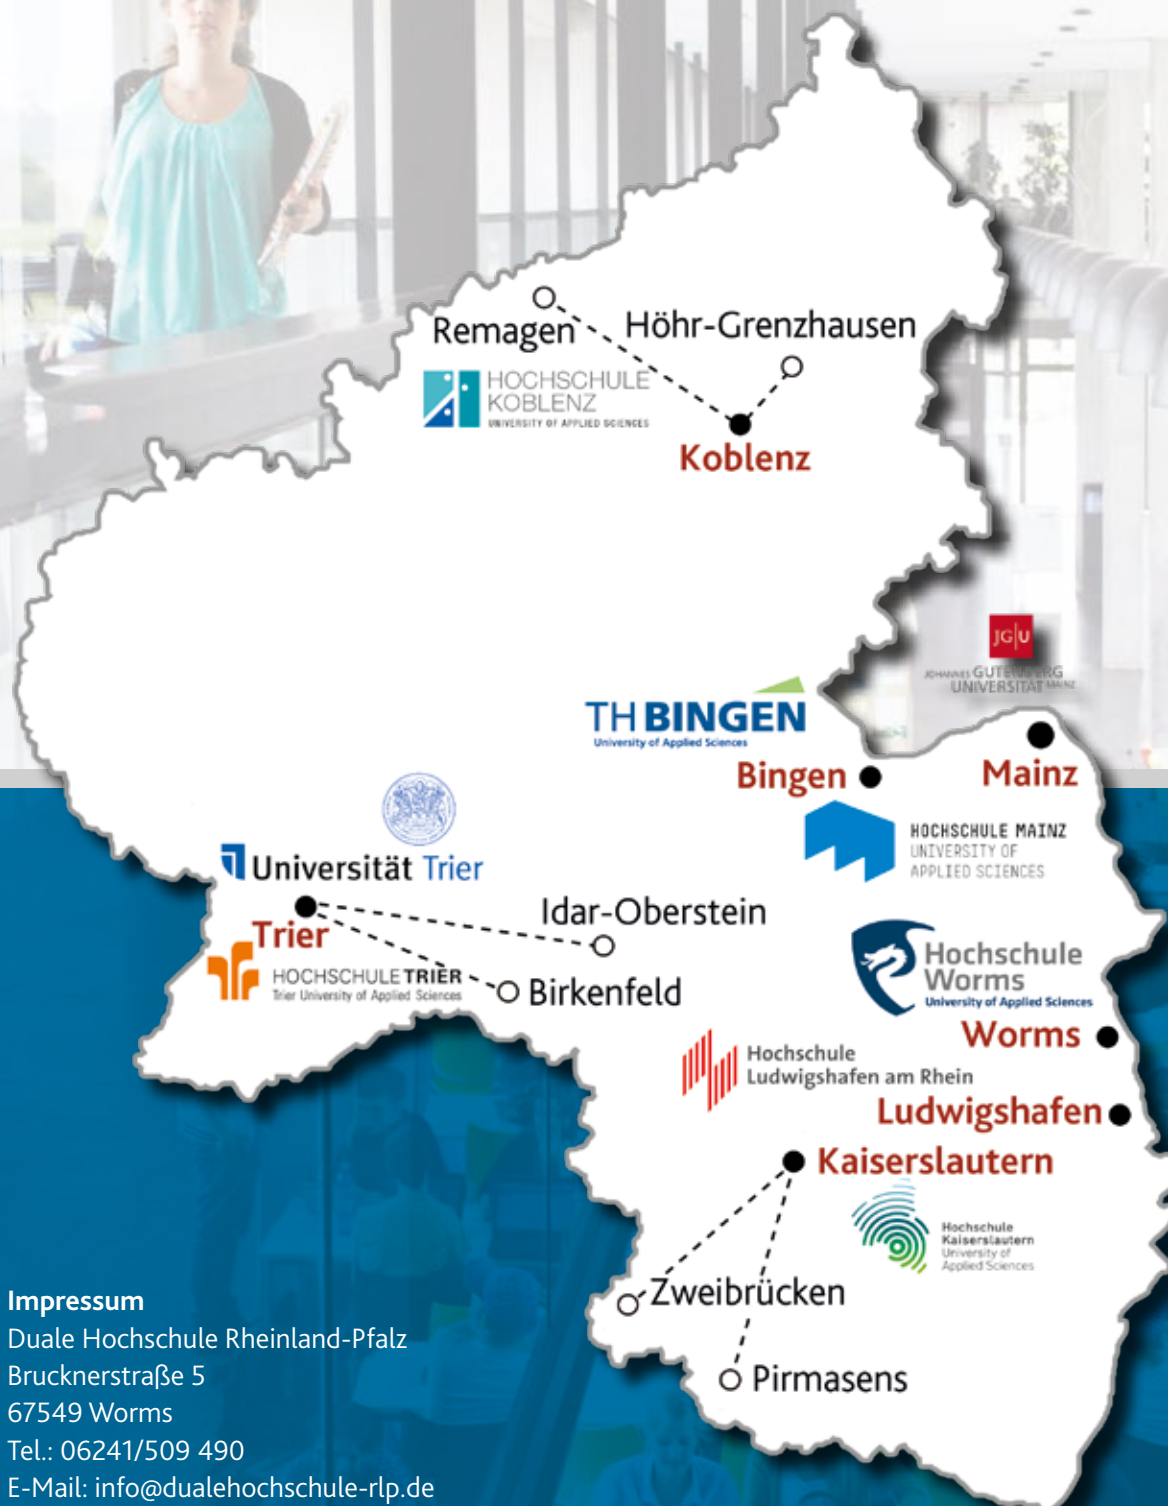 Remagen
Höhr-Grenzhausen
HOCHSCHULE
KOBLENZ
UNIVERSITY OF APPLIED SCIENCES
Koblenz
JG|U
JOHANNES GUTENBERG
UNIVERSITÄT MAINZ
TH BINGEN
University of Applied Sciences
Bingen
Mainz
HOCHSCHULE MAINZ
UNIVERSITY OF
APPLIED SCIENCES
Universität Trier
Trier
HOCHSCHULE TRIER
Trier University of Applied Sciences
Idar-Oberstein
Birkenfeld
Hochschule
Worms
University of Applied Sciences
Worms
Hochschule
Ludwigshafen am Rhein
Ludwigshafen
Kaiserslautern
Hochschule
Kaiserslautern
University of
Applied Sciences
Zweibrücken
Pirmasens
Impressum
Duale Hochschule Rheinland-Pfalz
Brucknerstraße 5
67549 Worms
Tel.: 06241/509 490
E-Mail: info@dualehochschule-rlp.de